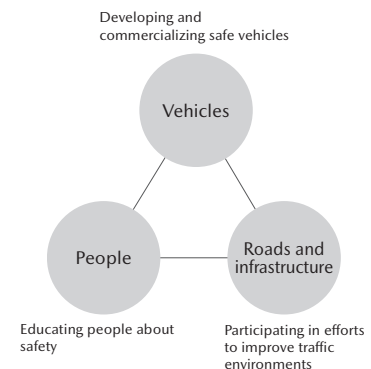 Developing and
commercializing safe vehicles
Vehicles
People
Roads and
infrastructure
Educating people about
safety
Participating in efforts
to improve traffic
environments